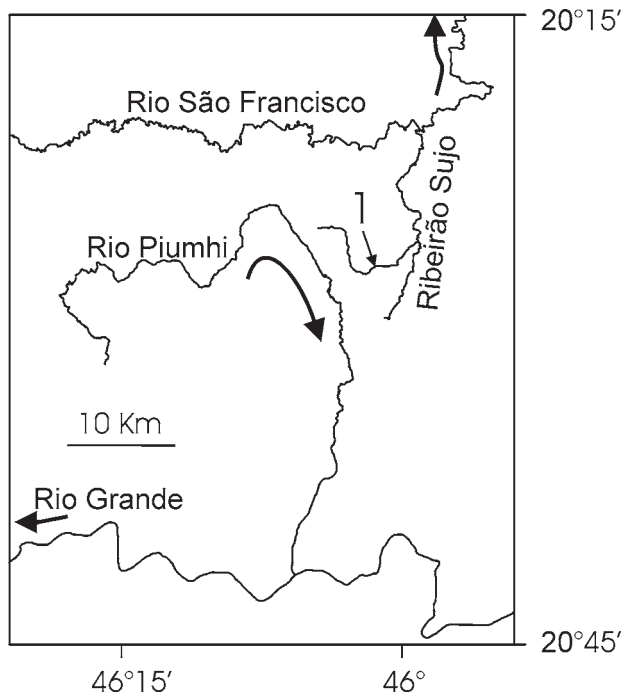 20°15'
Rio São Francisco
Ribeirão Sujo
1
Rio Piumhi
10 Km
Rio Grande
20°45'
46°15'
46°